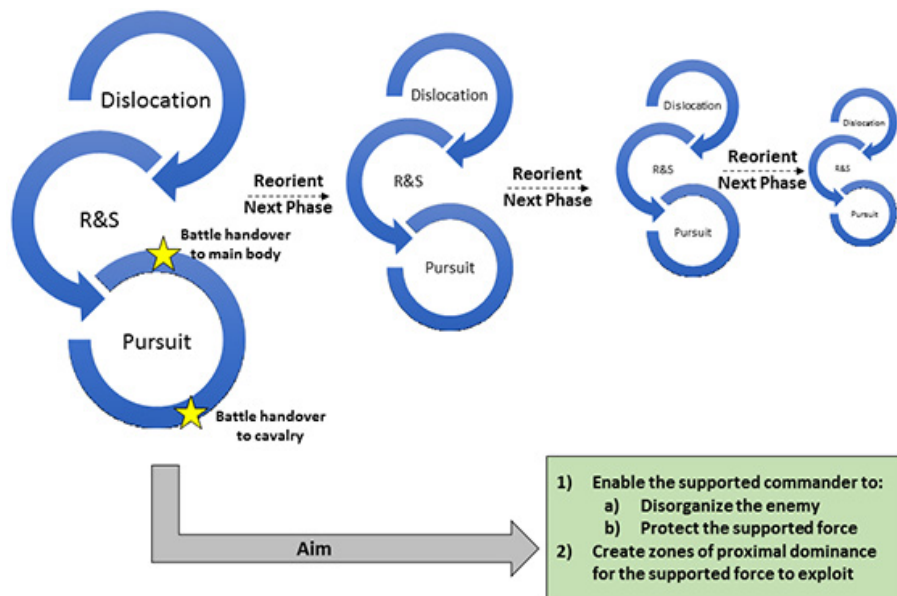 Dislocation
R&S
Pursuit
Battle handover
to main body
Battle handover
to cavalry
Reorient
Next Phase
Dislocation
R&S
Pursuit
Reorient
Next Phase
Dislocation
R&S
Pursuit
Reorient
Next Phase
Dislocation
R&S
Pursuit
Aim
1) Enable the supported commander to:
a) Disorganize the enemy
b) Protect the supported force
2) Create zones of proximal dominance
for the supported force to exploit